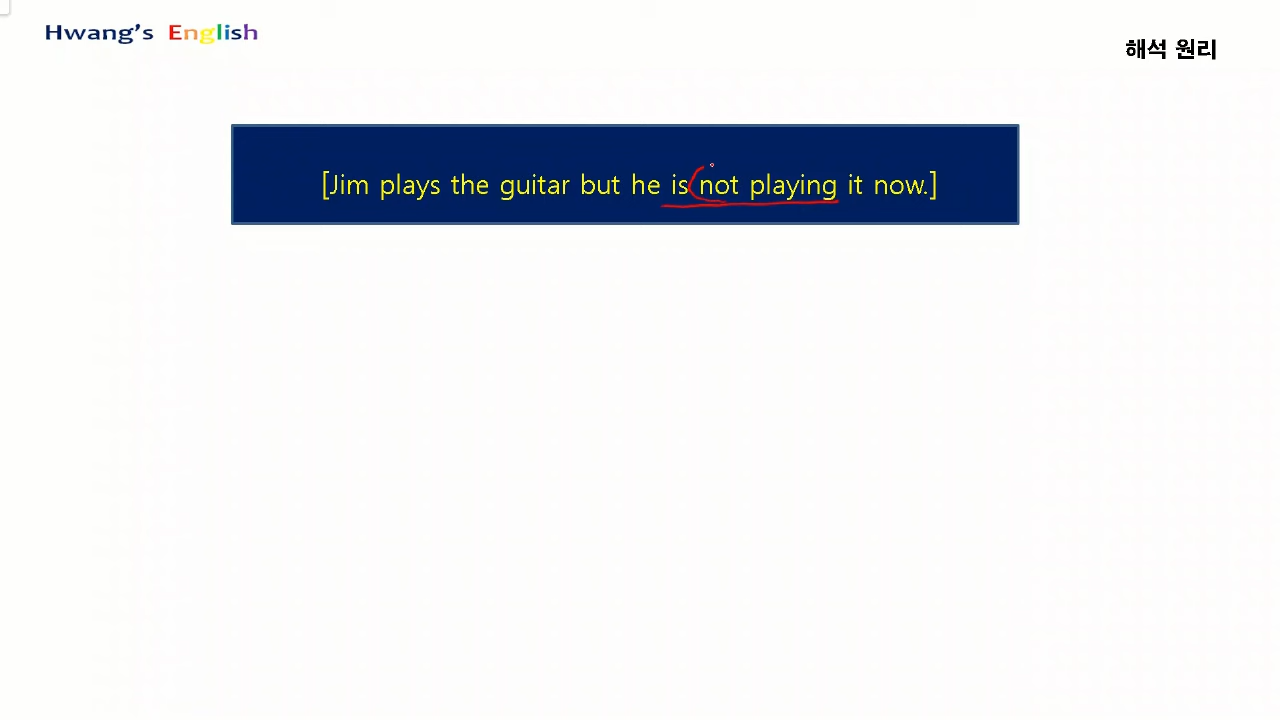 Hwang's English
해석 원리
[Jim plays the guitar but he is not playing it now.]